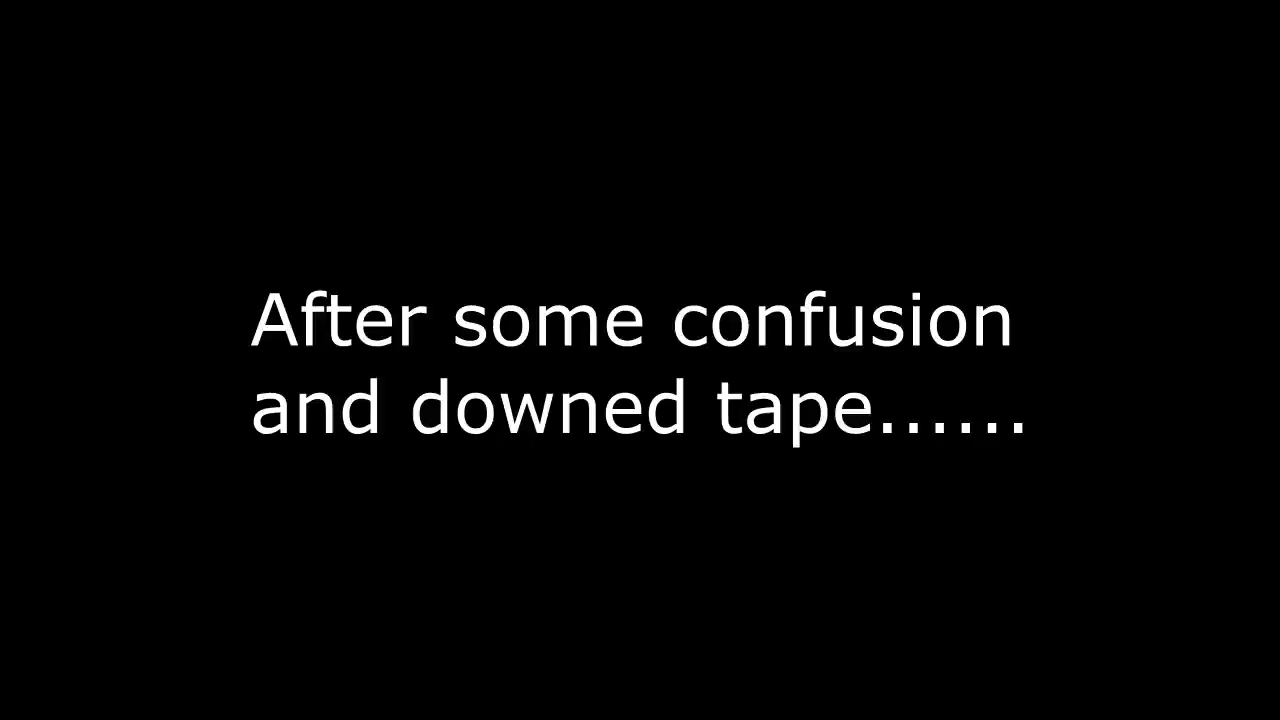 After some confusion
and downed tape......